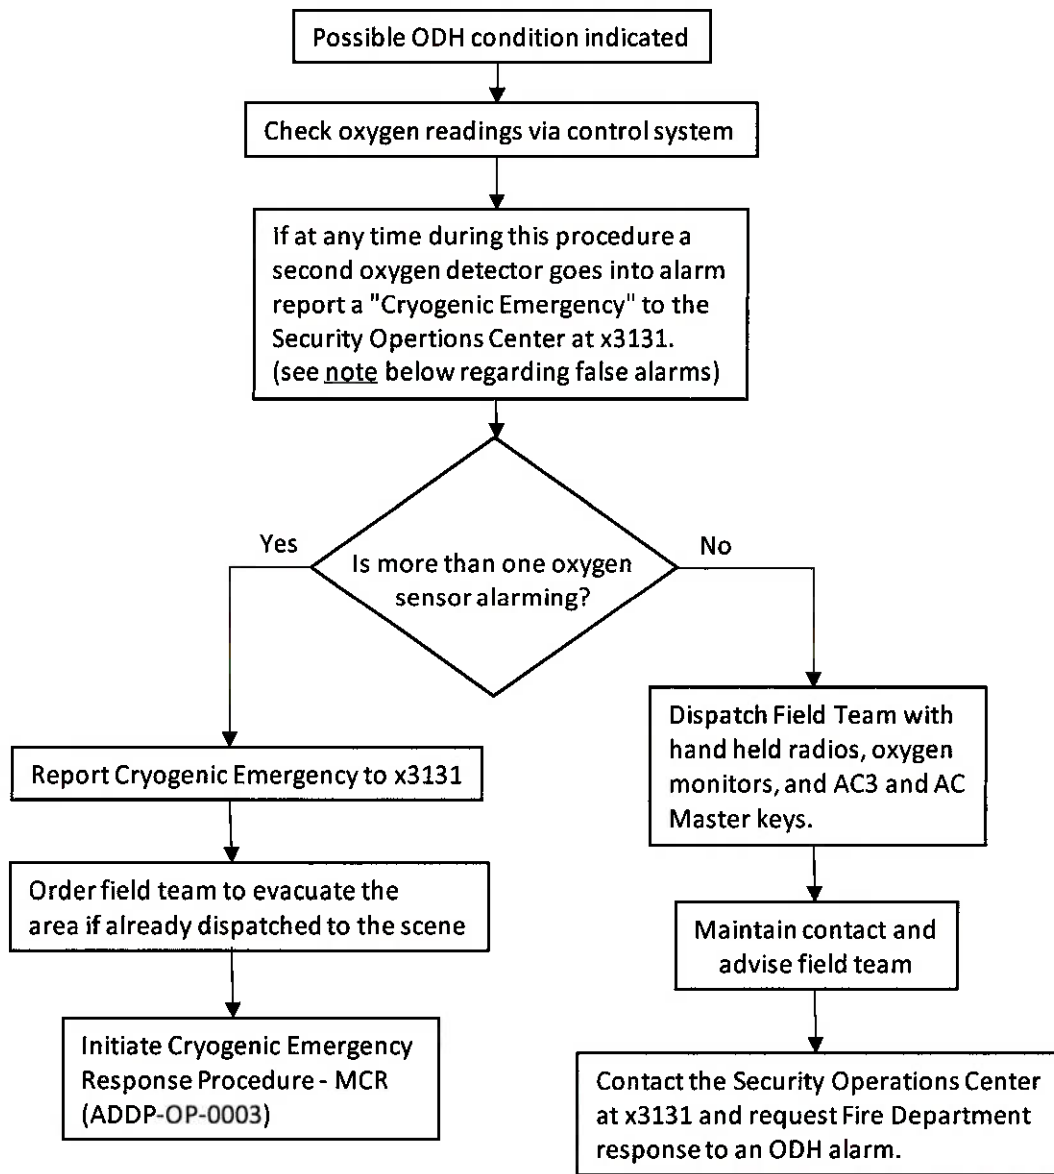 Possible ODH condition indicated
Check oxygen readings via control system
If at any time during this procedure a
second oxygen detector goes into alarm
report a "Cryogenic Emergency" to the
Security Opertions Center at x3131.
(see note below regarding false alarms)
Yes
No
Is more than one oxygen
sensor alarming?
Report Cryogenic Emergency to x3131
Order field team to evacuate the
area if already dispatched to the scene
Initiate Cryogenic Emergency
Response Procedure - MCR
(ADDP-OP-0003)
Dispatch Field Team with
hand held radios, oxygen
monitors, and AC3 and AC
Master keys.
Maintain contact and
advise field team
Contact the Security Operations Center
at x3131 and request Fire Department
response to an ODH alarm.